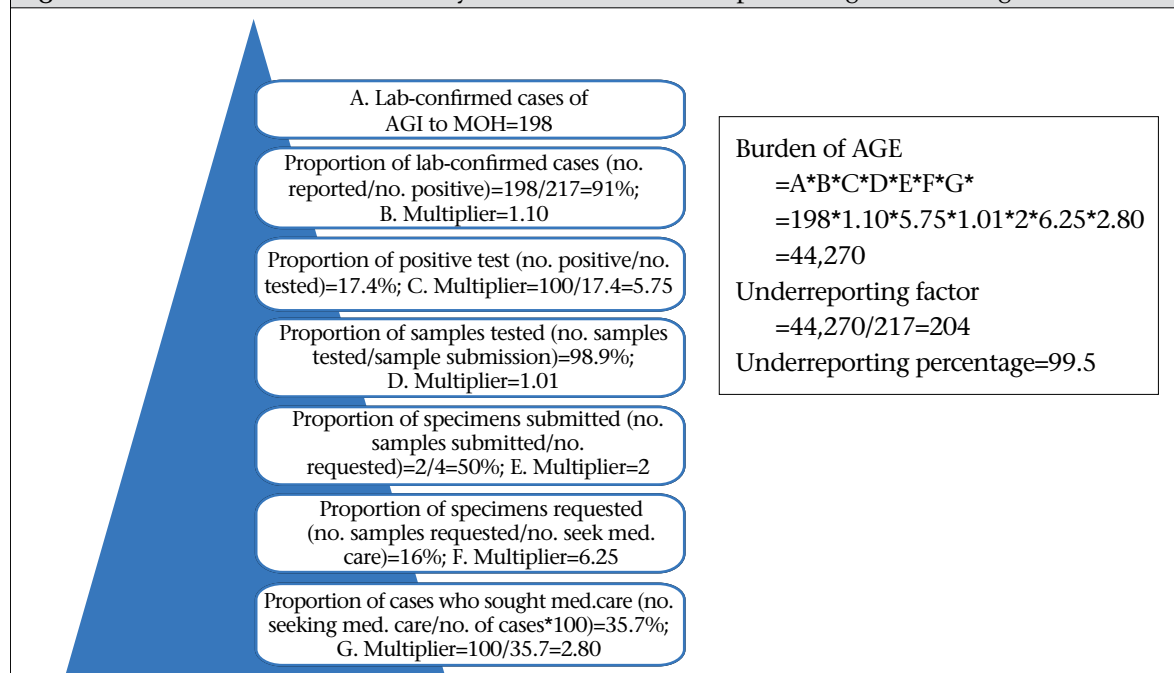 A. Lab-confirmed cases of
AGI to MOH=198
Proportion of lab-confirmed cases (no.
reported/no. positive)=198/217=91%;
B. Multiplier=1.10
Proportion of positive test (no. positive/no.
tested)=17.4%; C. Multiplier=100/17.4=5.75
Proportion of samples tested (no. samples
tested/sample submission)=98.9%;
D. Multiplier=1.01
Proportion of specimens submitted (no.
samples submitted/no.
requested)=2/4=50%; E. Multiplier=2
Proportion of specimens requested
(no. samples requested/no. seek med.
care)=16%; F. Multiplier=6.25
Proportion of cases who sought med.care (no.
seeking med. care/no. of cases*100)=35.7%;
G. Multiplier=100/35.7=2.80
Burden of AGE
=A*B*C*D*E*F*G*
=198*1.10*5.75*1.01*2*6.25*2.80
=44,270
Underreporting factor
=44,270/217=204
Underreporting percentage=99.5